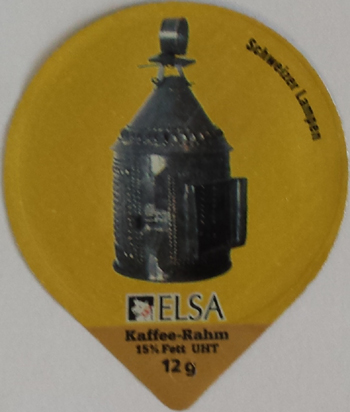 Schweizer Lampen
ELSA
Kaffee-Rahm
15% Fett UHT
12 g